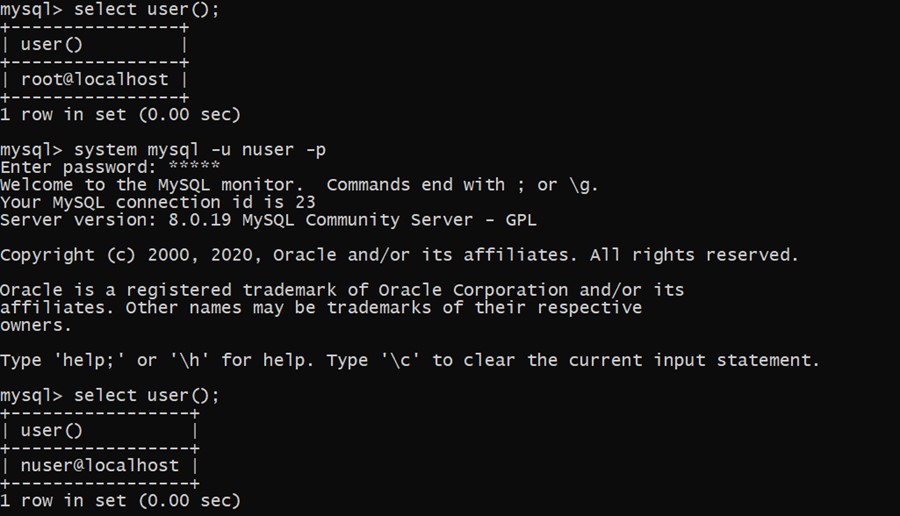 mysql> select user();
+----------------+
| user()         |
+----------------+
| root@localhost |
+----------------+
1 row in set (0.00 sec)

mysql> system mysql -u nuser -p
Enter password: *****
Welcome to the MySQL monitor.  Commands end with ; or \g.
Your MySQL connection id is 23
Server version: 8.0.19 MySQL Community Server - GPL

Copyright (c) 2000, 2020, Oracle and/or its affiliates. All rights reserved.

Oracle is a registered trademark of Oracle Corporation and/or its
affiliates. Other names may be trademarks of their respective
owners.

Type 'help;' or '\h' for help. Type '\c' to clear the current input statement.

mysql> select user();
+-----------------+
| user()          |
+-----------------+
| nuser@localhost |
+-----------------+
1 row in set (0.00 sec)